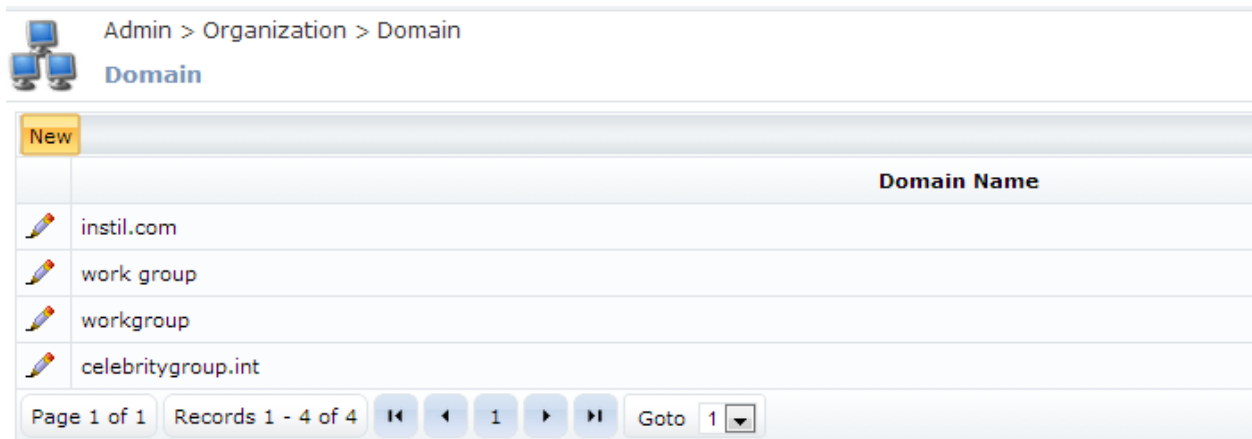 Admin > Organization > Domain
Domain
New
Domain Name
instil.com
work group
workgroup
celebritygroup.int
Page 1 of 1 Records 1 - 4 of 4 1 Goto 1